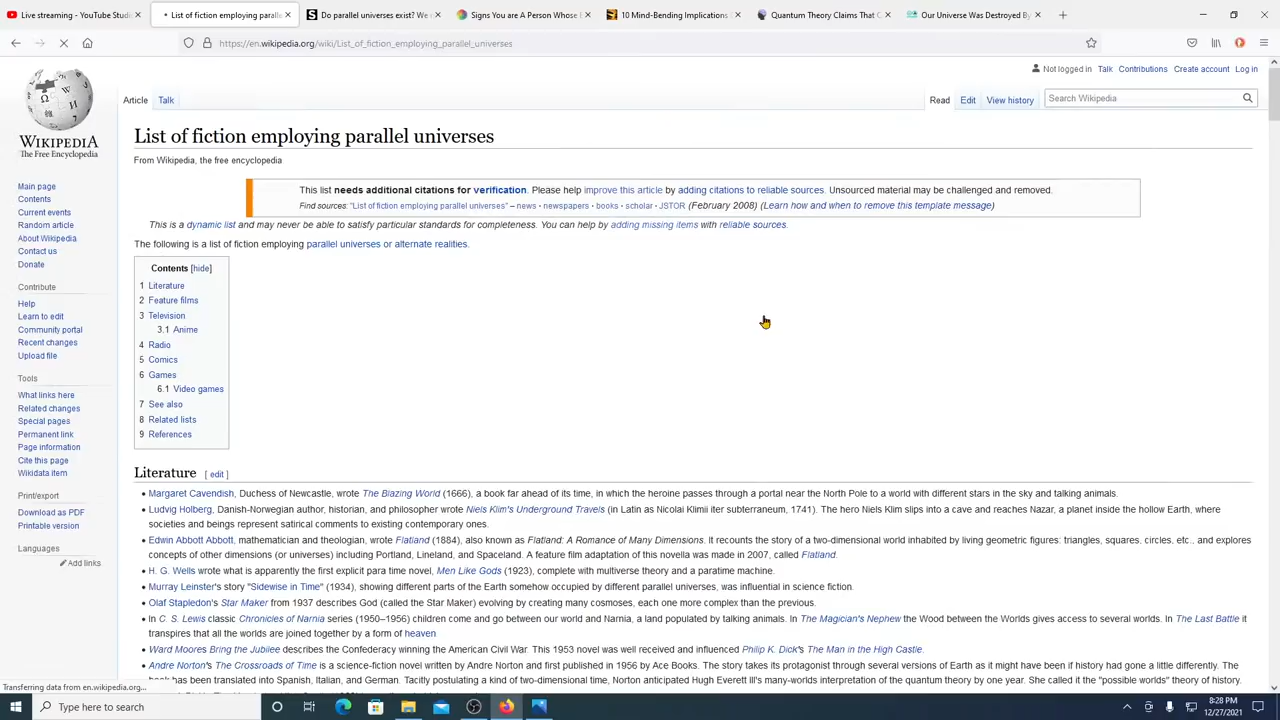 Live streaming - YouTube Studi
List of fiction employing paralle
Do parallel universes exist? We m
Signs You are A Person Whose E
10 Mind-Bending Implications
Quantum Theory Claims That C
Our Universe Was Destroyed By
https://en.wikipedia.org/wiki/List_of_fiction_employing_parallel_universes
Not logged in Talk Contributions Create account Log in
Article Talk Read Edit View history Search Wikipedia
WIKIPEDIA
The Free Encyclopedia
List of fiction employing parallel universes
From Wikipedia, the free encyclopedia
This list needs additional citations for verification. Please help improve this article by adding citations to reliable sources. Unsourced material may be challenged and removed.
Find sources: "List of fiction employing parallel universes" – news · newspapers · books · scholar · JSTOR (February 2008) (Learn how and when to remove this template message)
This is a dynamic list and may never be able to satisfy particular standards for completeness. You can help by adding missing items with reliable sources.
The following is a list of fiction employing parallel universes or alternate realities.
Main page
Contents
Current events
Random article
About Wikipedia
Contact us
Donate
Contribute
Help
Learn to edit
Community portal
Recent changes
Upload file
Tools
What links here
Related changes
Special pages
Permanent link
Page information
Cite this page
Wikidata item
Print/export
Download as PDF
Printable version
Languages
Add links
Contents [hide]
1 Literature
2 Feature films
3 Television
3.1 Anime
4 Radio
5 Comics
6 Games
6.1 Video games
7 See also
8 Related lists
9 References
Literature [ edit ]
• Margaret Cavendish, Duchess of Newcastle, wrote The Blazing World (1666), a book far ahead of its time, in which the heroine passes through a portal near the North Pole to a world with different stars in the sky and talking animals.
• Ludvig Holberg, Danish-Norwegian author, historian, and philosopher wrote Niels Klim's Underground Travels (in Latin as Nicolai Klimii iter subterraneum, 1741). The hero Niels Klim slips into a cave and reaches Nazar, a planet inside the hollow Earth, where
societies and beings represent satirical comments to existing contemporary ones.
• Edwin Abbott Abbott, mathematician and theologian, wrote Flatland (1884), also known as Flatland: A Romance of Many Dimensions. It recounts the story of a two-dimensional world inhabited by living geometric figures: triangles, squares, circles, etc., and explores
concepts of other dimensions (or universes) including Pointland, Lineland, and Spaceland. A feature film adaptation of this novella was made in 2007, called Flatland.
• H. G. Wells wrote what is apparently the first explicit para time novel, Men Like Gods (1923), complete with multiverse theory and a paratime machine.
• Murray Leinster's story "Sidewise in Time" (1934), showing different parts of the Earth somehow occupied by different parallel universes, was influential in science fiction.
• Olaf Stapledon's Star Maker from 1937 describes God (called the Star Maker) evolving by creating many cosmoses, each one more complex than the previous.
• In C. S. Lewis classic Chronicles of Narnia series (1950–1956) children come and go between our world and Narnia, a land populated by talking animals. In The Magician's Nephew the Wood between the Worlds gives access to several worlds. In The Last Battle it
transpires that all the worlds are joined together by a form of heaven
• Ward Moores Bring the Jubilee describes the Confederacy winning the American Civil War. This 1953 novel was well received and influenced Philip K. Dick's The Man in the High Castle.
• Andre Norton's The Crossroads of Time is a science-fiction novel written by Andre Norton and first published in 1956 by Ace Books. The story takes its protagonist through several versions of Earth as it might have been if history had gone a little differently. The
book has been translated into Spanish, Italian, and German. Tacitly postulating a kind of two-dimensional time, Norton anticipated Hugh Everett III's many-worlds interpretation of the quantum theory by one year. She called it the "possible worlds" theory of history.
Transferring data from en.wikipedia.org...
Type here to search
8:28 PM
12/27/2021